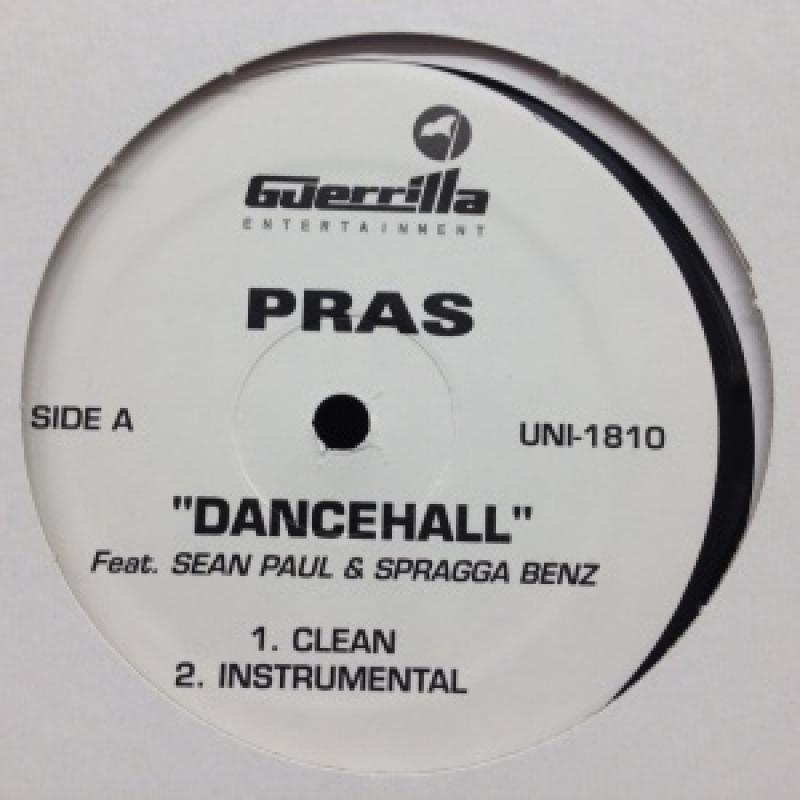 Guerrilla
ENTERTAINMENT
PRAS
SIDE A
UNI-1810
"DANCEHALL"
Feat. SEAN PAUL & SPRAGGA BENZ
1. CLEAN
2. INSTRUMENTAL